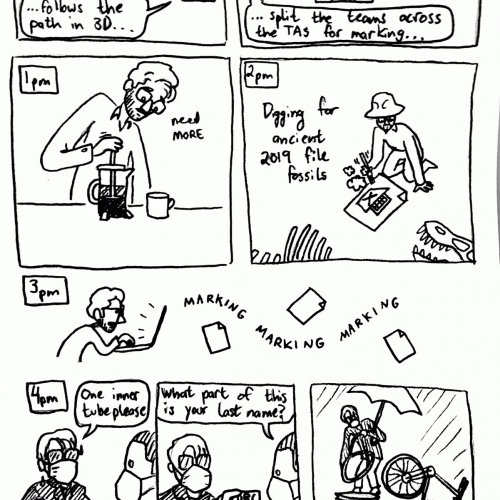 ...follows the
path in 3D...
...split the teams across
the TAs for marking...
1pm
need
MORE
2pm
Digging for
ancient
2019 file
fossils
3pm
MARKING
MARKING
MARKING
4pm
One inner
tube please
What part of this
is your last name?